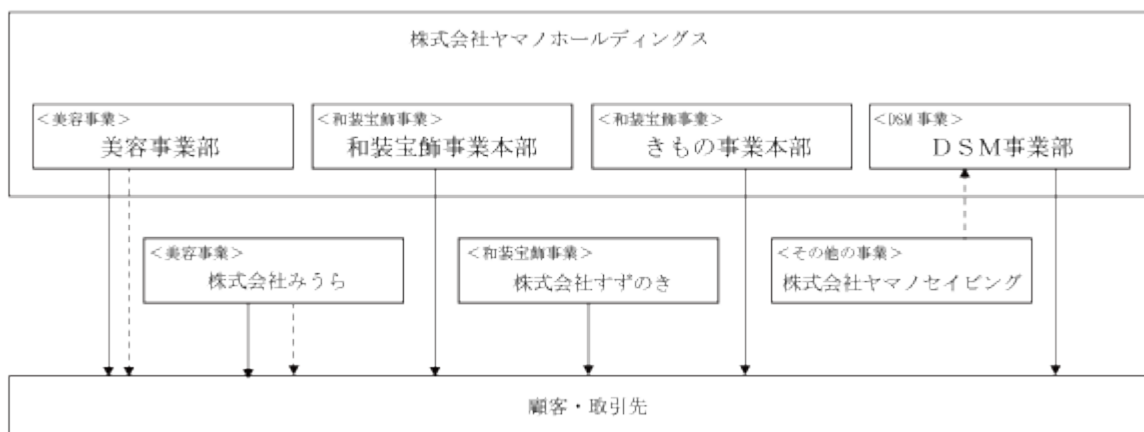 株式会社ヤマノホールディングス
＜美容事業＞
美容事業部
＜和装宝飾事業＞
和装宝飾事業本部
＜和装宝飾事業＞
きもの事業本部
＜DSM事業＞
ＤＳＭ事業部
＜美容事業＞
株式会社みうら
＜和装宝飾事業＞
株式会社すずのき
＜その他の事業＞
株式会社ヤマノセイビング
顧客・取引先